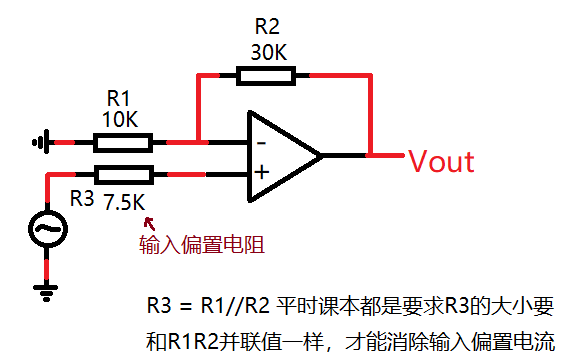 R2
30K
R1
10K
-
+
Vout
R3 7.5K
输入偏置电阻
R3 = R1//R2 平时课本都是要求R3的大小要
和R1R2并联值一样，才能消除输入偏置电流